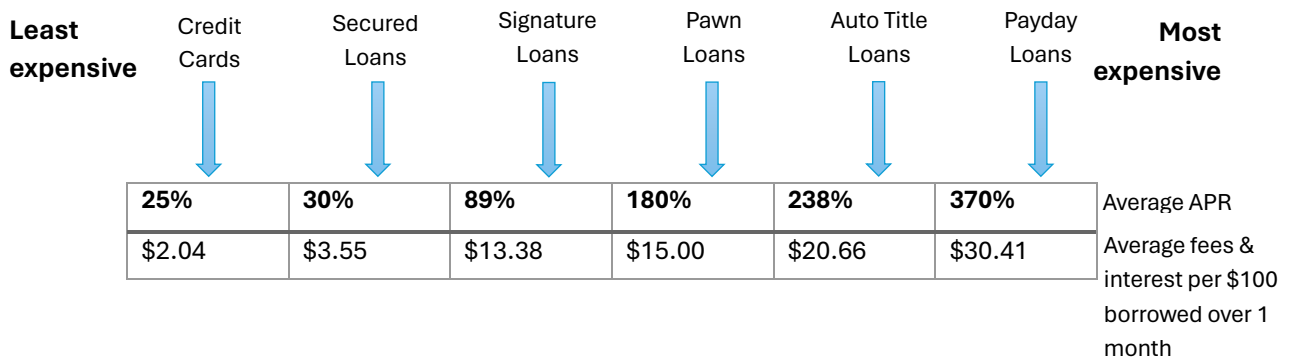 Least
expensive
Credit
Cards
Secured
Loans
Signature
Loans
Pawn
Loans
Auto Title
Loans
Payday
Loans
Most
expensive
25% 30% 89% 180% 238% 370% Average APR
$2.04 $3.55 $13.38 $15.00 $20.66 $30.41 Average fees &
interest per $100
borrowed over 1
month